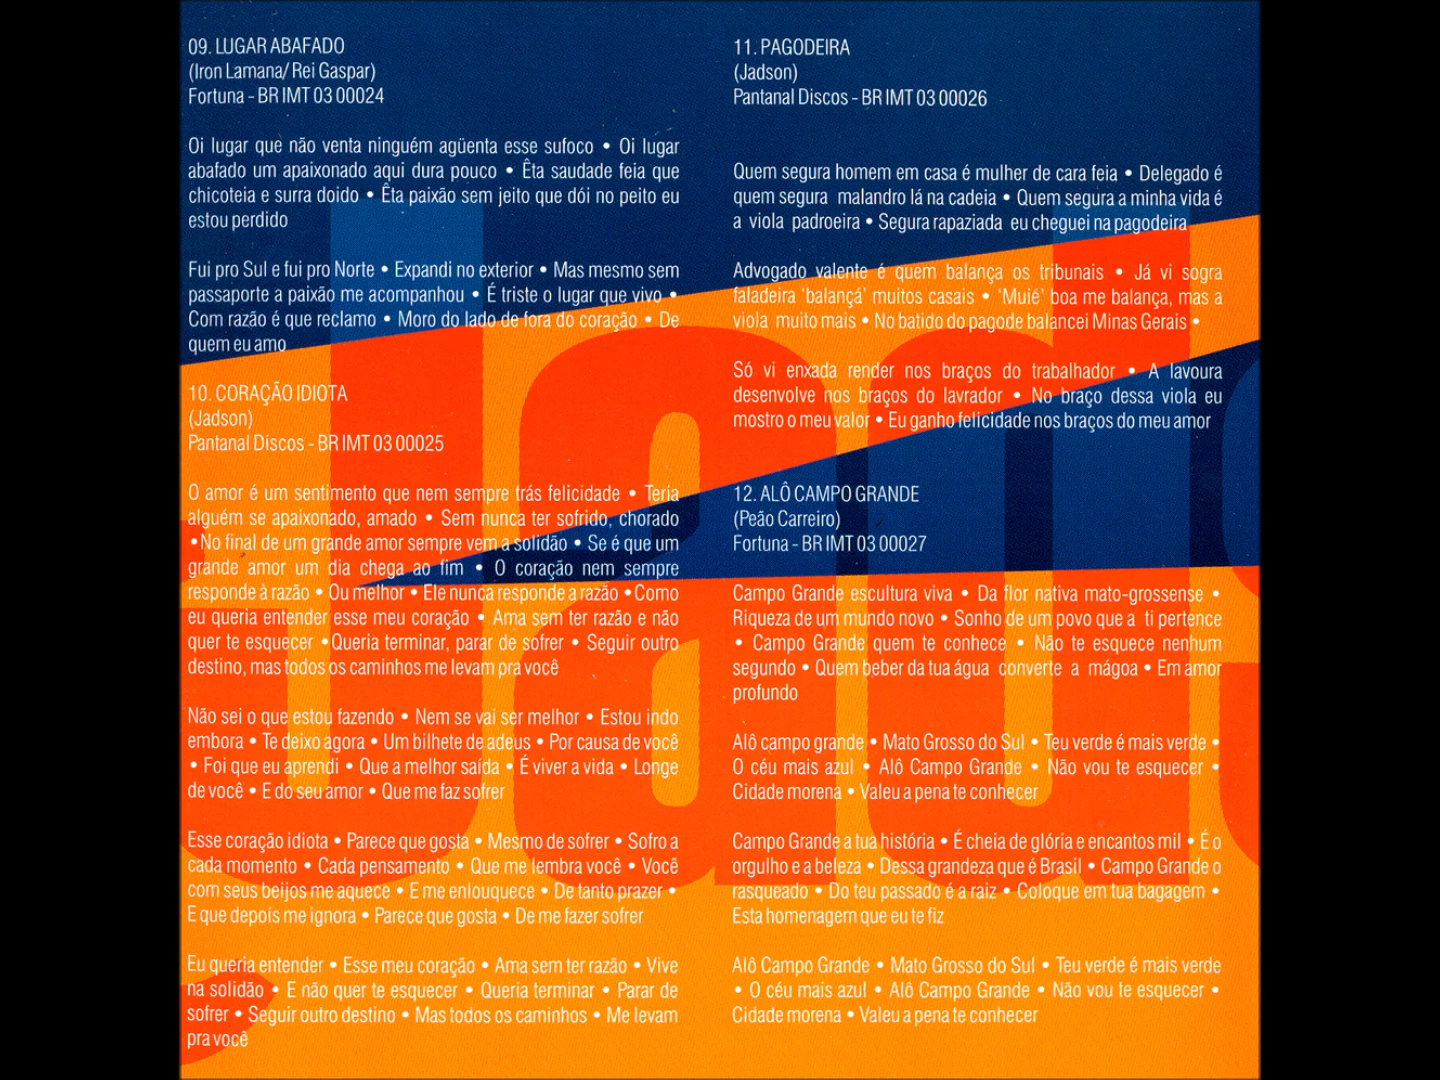 09. LUGAR ABAFADO
(Iron Lamana/ Rei Gaspar)
Fortuna - BR IMT 03 00024
Oi lugar que não venta ninguém agüenta esse sufoco • Oi lugar
abafado um apaixonado aqui dura pouco • Êta saudade feia que
chicoteia e surra doido • Êta paixão sem jeito que dói no peito eu
estou perdido
Fui pro Sul e fui pro Norte • Expandi no exterior • Mas mesmo sem
passaporte a paixão me acompanhou • É triste o lugar que vivo •
Com razão é que reclamo • Moro do lado de fora do coração • De
quem eu amo
10. CORAÇÃO IDIOTA
(Jadson)
Pantanal Discos - BR IMT 03 00025
O amor é um sentimento que nem sempre trás felicidade • Teria
alguém se apaixonado, amado • Sem nunca ter sofrido, chorado
• No final de um grande amor sempre vem a solidão • Se é que um
grande amor um dia chega ao fim • O coração nem sempre
responde à razão • Ou melhor • Ele nunca responde a razão • Como
eu queria entender esse meu coração • Ama sem ter razão e não
quer te esquecer • Queria terminar, parar de sofrer • Seguir outro
destino, mas todos os caminhos me levam pra você
Não sei o que estou fazendo • Nem se vai ser melhor • Estou indo
embora • Te deixo agora • Um bilhete de adeus • Por causa de você
• Foi que eu aprendi • Que a melhor saída • É viver a vida • Longe
de você • E do seu amor • Que me faz sofrer
Esse coração idiota • Parece que gosta • Mesmo de sofrer • Sofro a
cada momento • Cada pensamento • Que me lembra você • Você
com seus beijos me aquece • E me enlouquece • De tanto prazer •
E que depois me ignora • Parece que gosta • De me fazer sofrer
Eu queria entender • Esse meu coração • Ama sem ter razão • Vive
na solidão • E não quer te esquecer • Queria terminar • Parar de
sofrer • Seguir outro destino • Mas todos os caminhos • Me levam
pra você
11. PAGODEIRA
(Jadson)
Pantanal Discos - BR IMT 03 00026
Quem segura homem em casa é mulher de cara feia • Delegado é
quem segura malandro lá na cadeia • Quem segura a minha vida é
a viola padroeira • Segura rapaziada eu cheguei na pagodeira
Advogado valente é quem balança os tribunais • Já vi sogra
faladeira ‘balançá’ muitos casais • ‘Muié’ boa me balança, mas a
viola muito mais • No batido do pagode balancei Minas Gerais •
Só vi enxada render nos braços do trabalhador • A lavoura
desenvolve nos braços do lavrador • No braço dessa viola eu
mostro o meu valor • Eu ganho felicidade nos braços do meu amor
12. ALÔ CAMPO GRANDE
(Peão Carreiro)
Fortuna - BR IMT 03 00027
Campo Grande escultura viva • Da flor nativa mato-grossense •
Riqueza de um mundo novo • Sonho de um povo que a ti pertence
• Campo Grande quem te conhece • Não te esquece nenhum
segundo • Quem beber da tua água converte a mágoa • Em amor
profundo
Alô campo grande • Mato Grosso do Sul • Teu verde é mais verde •
O céu mais azul • Alô Campo Grande • Não vou te esquecer •
Cidade morena • Valeu a pena te conhecer
Campo Grande a tua história • É cheia de glória e encantos mil • É o
orgulho e a beleza • Dessa grandeza que é Brasil • Campo Grande o
rasqueado • Do teu passado é a raiz • Coloque em tua bagagem •
Esta homenagem que eu te fiz
Alô Campo Grande • Mato Grosso do Sul • Teu verde é mais verde
• O céu mais azul • Alô Campo Grande • Não vou te esquecer •
Cidade morena • Valeu a pena te conhecer